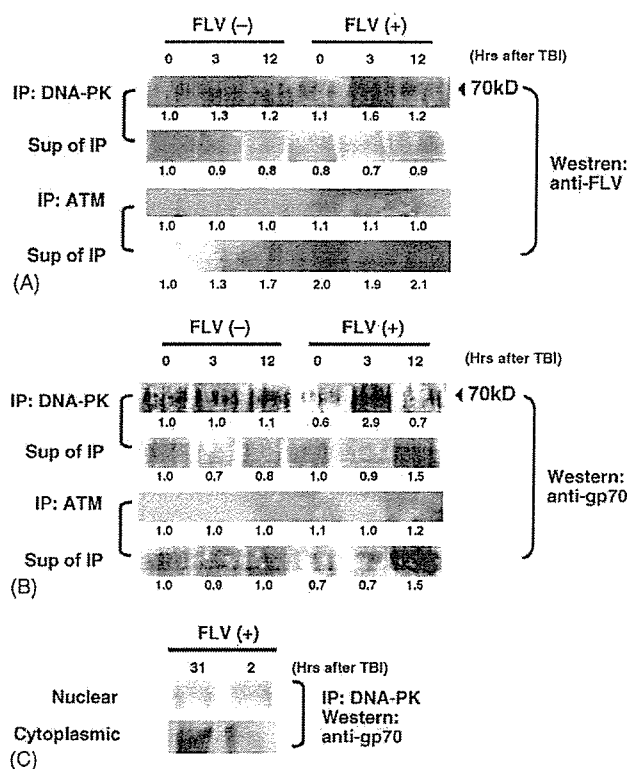 FLV (–) FLV (+)
0 3 12 0 3 12 (Hrs after TBI)
IP: DNA-PK 70kD
1.0 1.3 1.2 1.1 1.6 1.2
Sup of IP
1.0 0.9 0.8 0.8 0.7 0.9
Westren:
anti-FLV
IP: ATM
1.0 1.0 1.0 1.1 1.1 1.0
Sup of IP
1.0 1.3 1.7 2.0 1.9 2.1
(A)
FLV (–) FLV (+)
0 3 12 0 3 12 (Hrs after TBI)
IP: DNA-PK 70kD
1.0 1.0 1.1 0.6 2.9 0.7
Sup of IP
1.0 0.7 0.8 1.0 0.9 1.5
Western:
anti-gp70
IP: ATM
1.0 1.0 1.0 1.1 1.0 1.2
Sup of IP
1.0 0.9 1.0 0.7 0.7 1.5
(B)
FLV (+)
31 2 (Hrs after TBI)
Nuclear
Cytoplasmic
IP: DNA-PK
Western:
anti-gp70
(C)